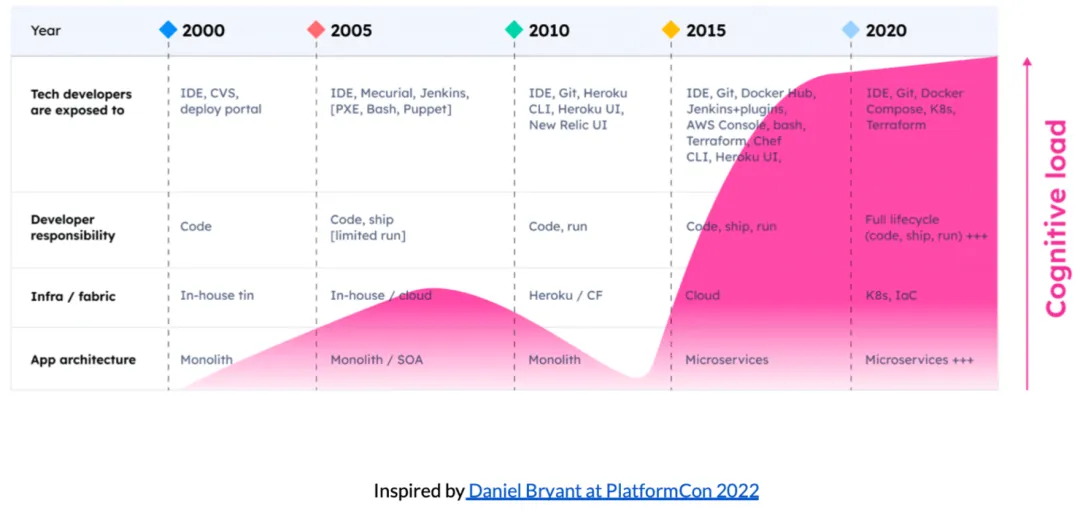 Year
2000
2005
2010
2015
2020
Tech developers
are exposed to
IDE, CVS,
deploy portal
IDE, Mecurial, Jenkins,
[PXE, Bash, Puppet]
IDE, Git, Heroku
CLI, Heroku UI,
New Relic UI
IDE, Git, Docker Hub,
Jenkins+plugins,
AWS Console, bash,
Terraform, Chef
CLI, Heroku UI,
IDE, Git, Docker
Compose, K8s,
Terraform
Developer
responsibility
Code
Code, ship
[limited run]
Code, run
Code, ship, run
Full lifecycle
(code, ship, run) +++
Infra / fabric
In-house tin
In-house / cloud
Heroku / CF
Cloud
K8s, IaC
App architecture
Monolith
Monolith / SOA
Monolith
Microservices
Microservices +++
Cognitive load
Inspired by Daniel Bryant at PlatformCon 2022